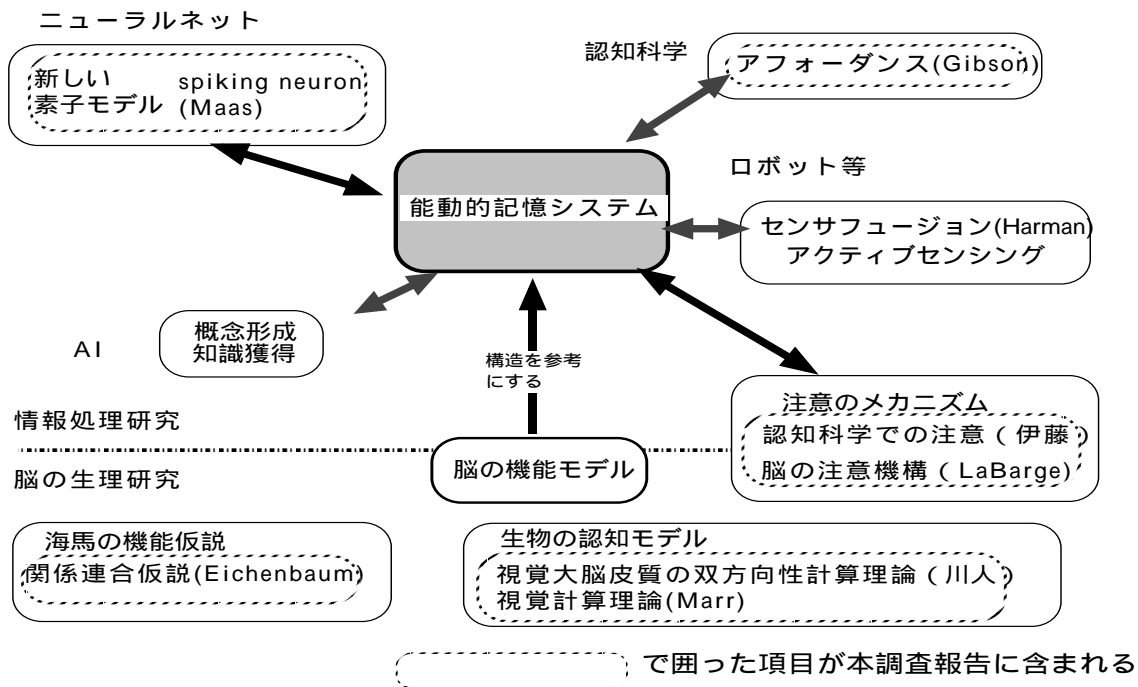 ニューラルネット
新しい
素子モデル
spiking neuron
(Maas)
認知科学
アフォーダンス(Gibson)
ロボット等
能動的記憶システム
センサフュージョン(Harman)
アクティブセンシング
AI
概念形成
知識獲得
構造を参考
にする
注意のメカニズム
認知科学での注意（伊藤）
脳の注意機構（LaBarge)
情報処理研究
脳の生理研究
脳の機能モデル
海馬の機能仮説
関係連合仮説(Eichenbaum)
生物の認知モデル
視覚大脳皮質の双方向性計算理論（川人）
視覚計算理論(Marr)
で囲った項目が本調査報告に含まれる